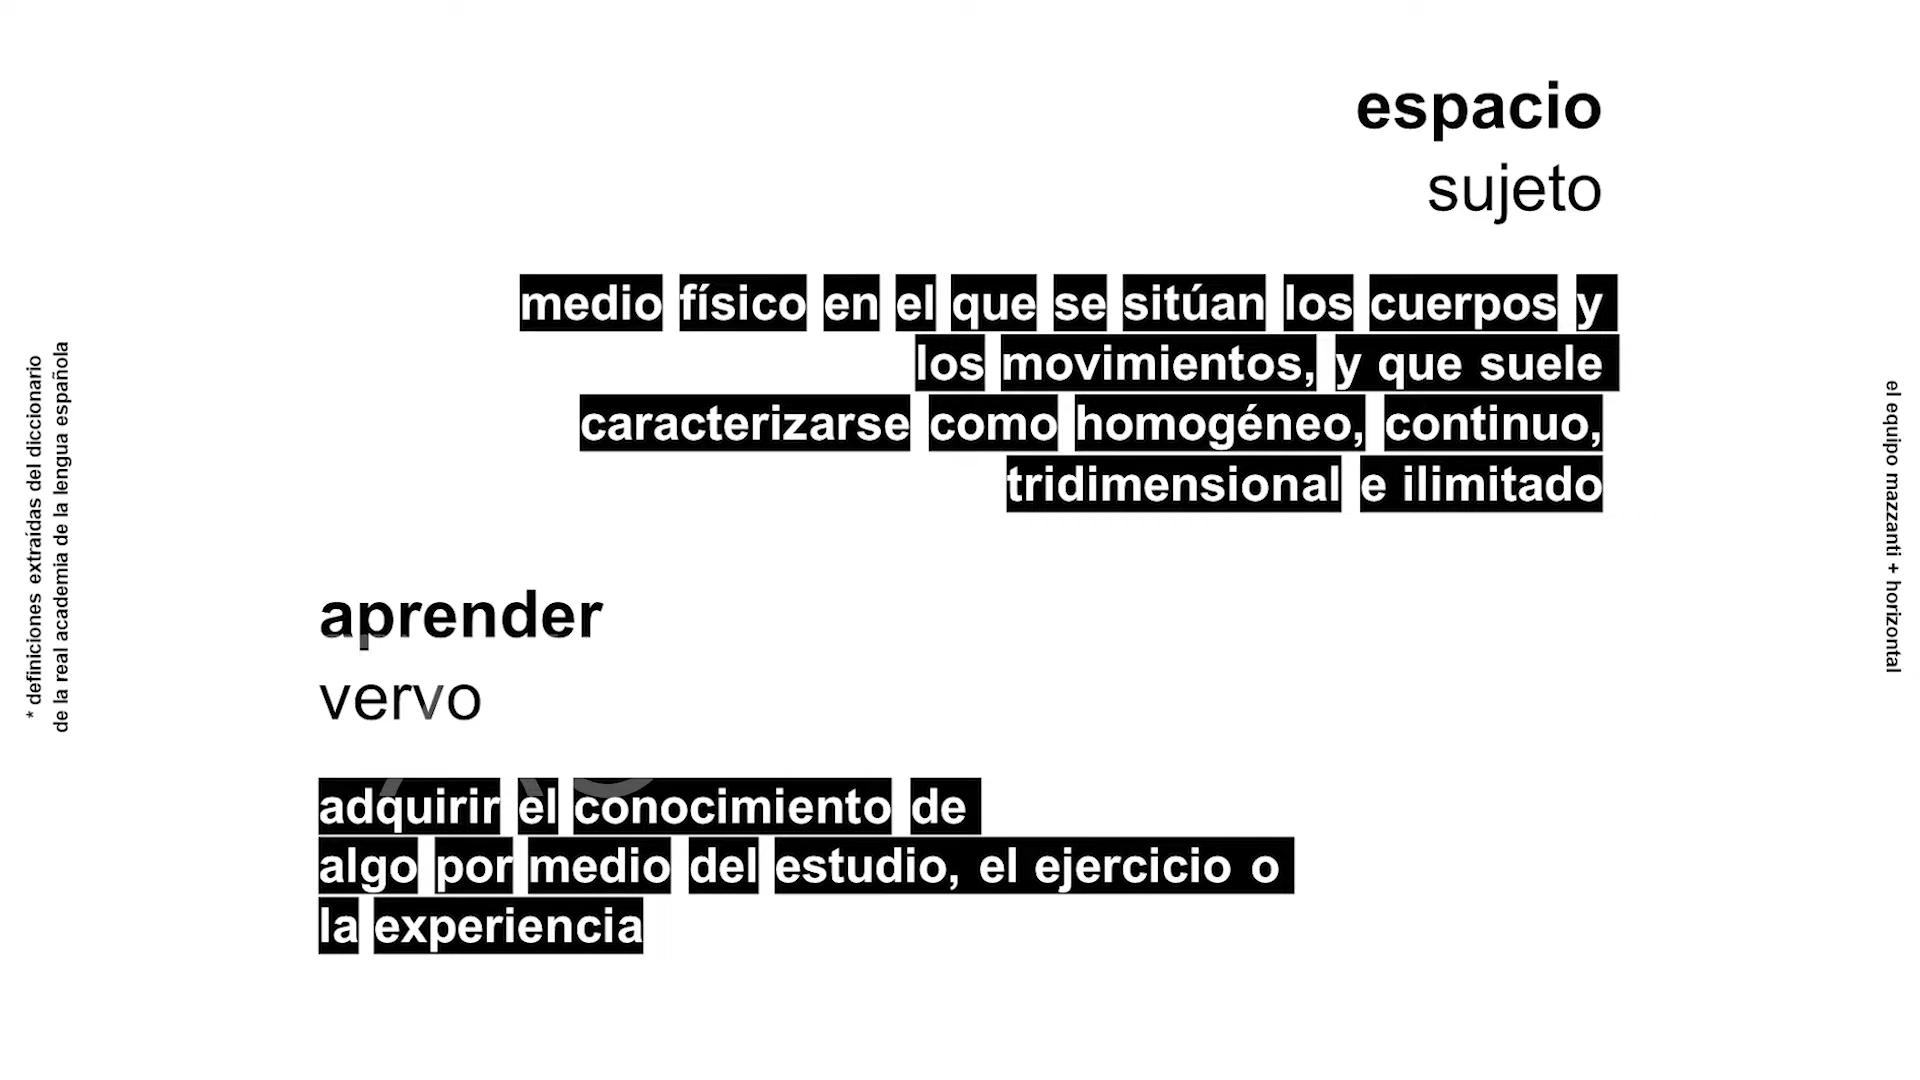 espacio
sujeto
medio físico en el que se sitúan los cuerpos y
los movimientos, y que suele
caracterizarse como homogéneo, continuo,
tridimensional e ilimitado
aprender
vervo
adquirir el conocimiento de
algo por medio del estudio, el ejercicio o
la experiencia
* definiciones extraídas del diccionario
de la real academia de la lengua española
el equipo mazzanti + horizontal